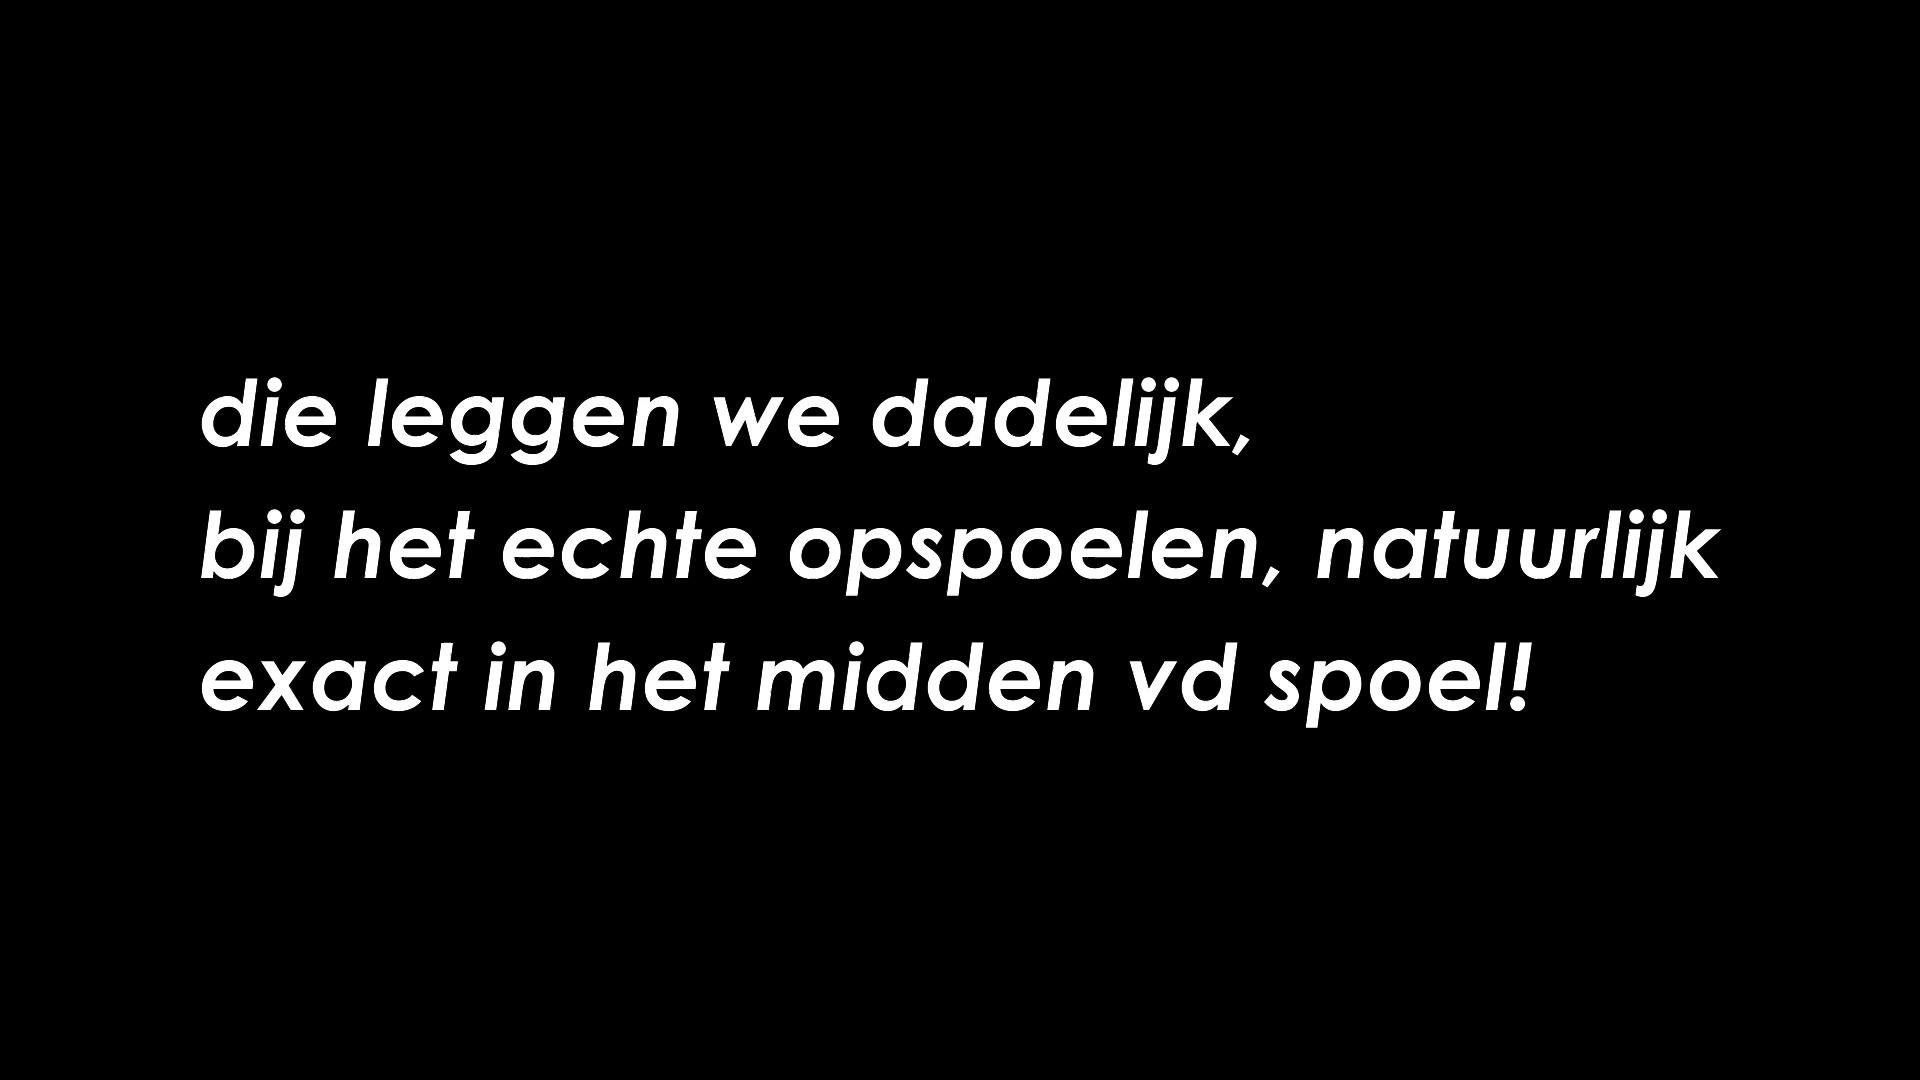 die leggen we dadelijk,
bij het echte opspoelen, natuurlijk
exact in het midden vd spoel!